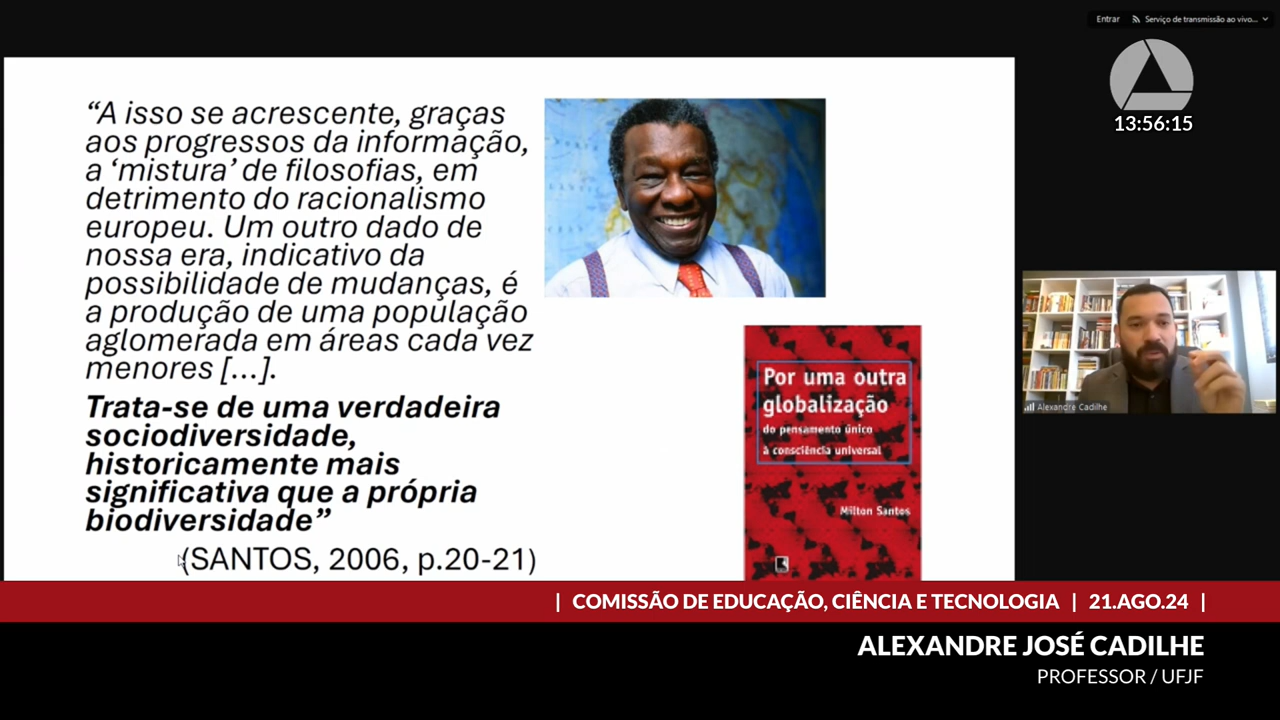 Entrar
Serviço de transmissão ao vivo...
13:56:15
“A isso se acrescente, graças
aos progressos da informação,
a ‘mistura’ de filosofias, em
detrimento do racionalismo
europeu. Um outro dado de
nossa era, indicativo da
possibilidade de mudanças, é
a produção de uma população
aglomerada em áreas cada vez
menores [...].
Trata-se de uma verdadeira
sociodiversidade,
historicamente mais
significativa que a própria
biodiversidade”
(SANTOS, 2006, p.20-21)
Por uma outra
globalização
do pensamento único
à consciência universal
Milton Santos
Alexandre Cadilhe
| COMISSÃO DE EDUCAÇÃO, CIÊNCIA E TECNOLOGIA | 21.AGO.24 |
ALEXANDRE JOSÉ CADILHE
PROFESSOR / UFJF